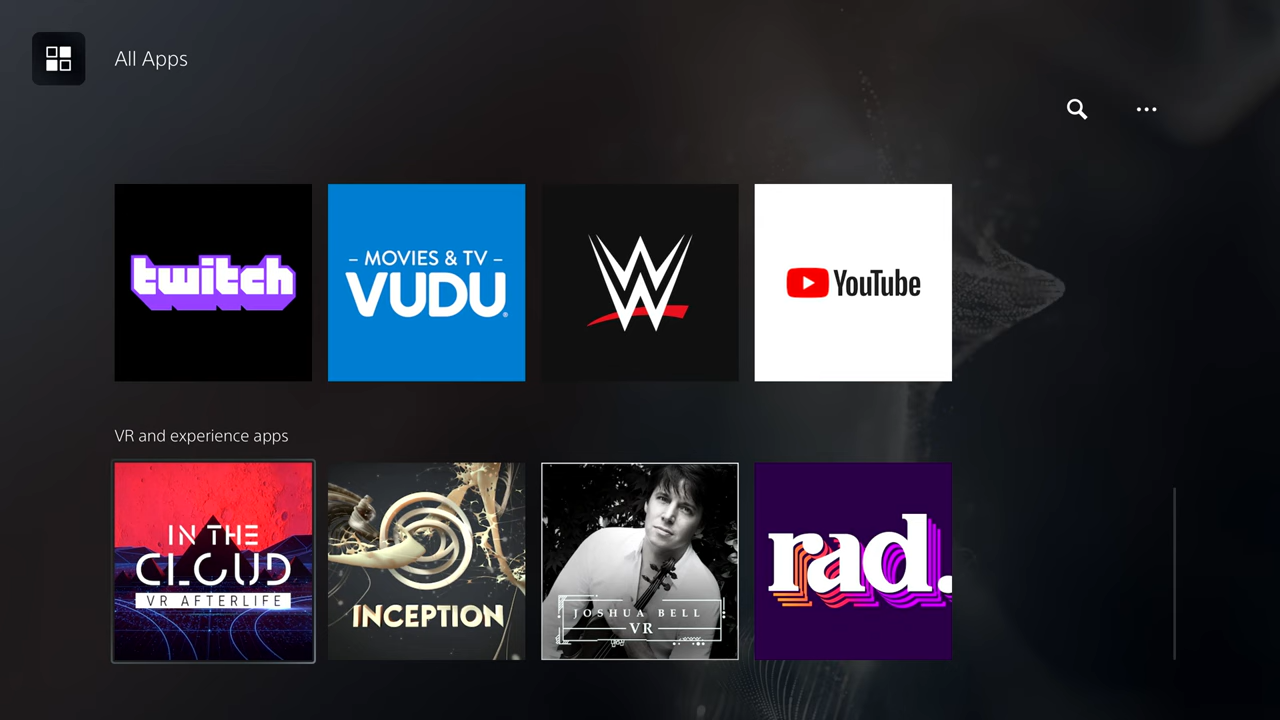 All Apps
twitch
– MOVIES & TV –
VUDU®
W
YouTube
VR and experience apps
IN THE
CLOUD
VR AFTERLIFE
INCEPTION
JOSHUA BELL
VR
rad.